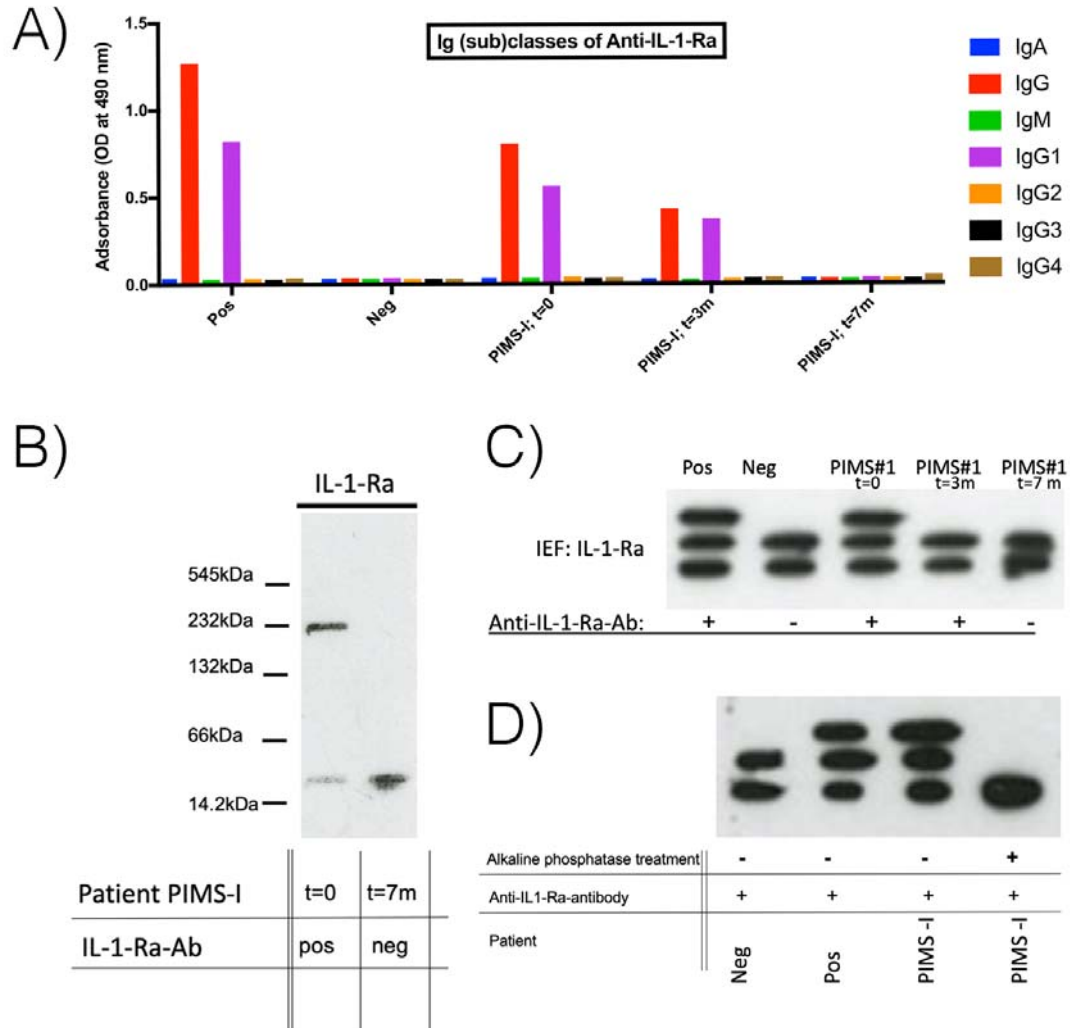 A)
Ig (sub)classes of Anti-IL-1-Ra
Adsorbance (OD at 490 nm)
1.5
1.0
0.5
0.0
Pos
Neg
PIMS-I; t=0
PIMS-I; t=3m
PIMS-I; t=7m
IgA
IgG
IgM
IgG1
IgG2
IgG3
IgG4
B)
IL-1-Ra
545kDa
232kDa
132kDa
66kDa
14.2kDa
Patient PIMS-I t=0 t=7m
IL-1-Ra-Ab pos neg
C)
Pos Neg PIMS#1 PIMS#1 PIMS#1
t=0 t=3m t=7 m
IEF: IL-1-Ra
Anti-IL-1-Ra-Ab: + - + + -
D)
Alkaline phosphatase treatment - - - +
Anti-IL1-Ra-antibody + + + +
Patient Neg Pos PIMS -I PIMS -I